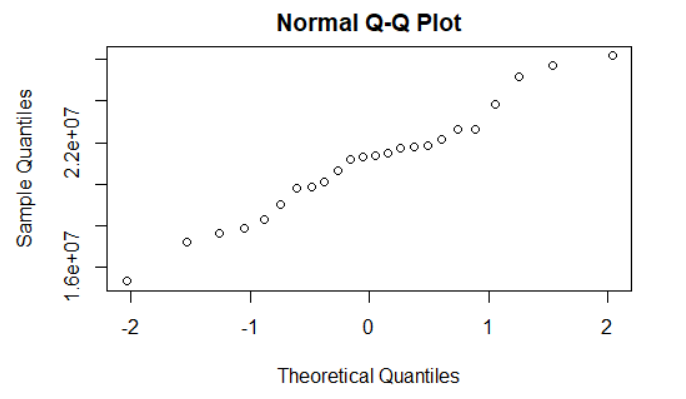 Normal Q-Q Plot
Sample Quantiles
2.2e+07
1.6e+07
-2 -1 0 1 2
Theoretical Quantiles